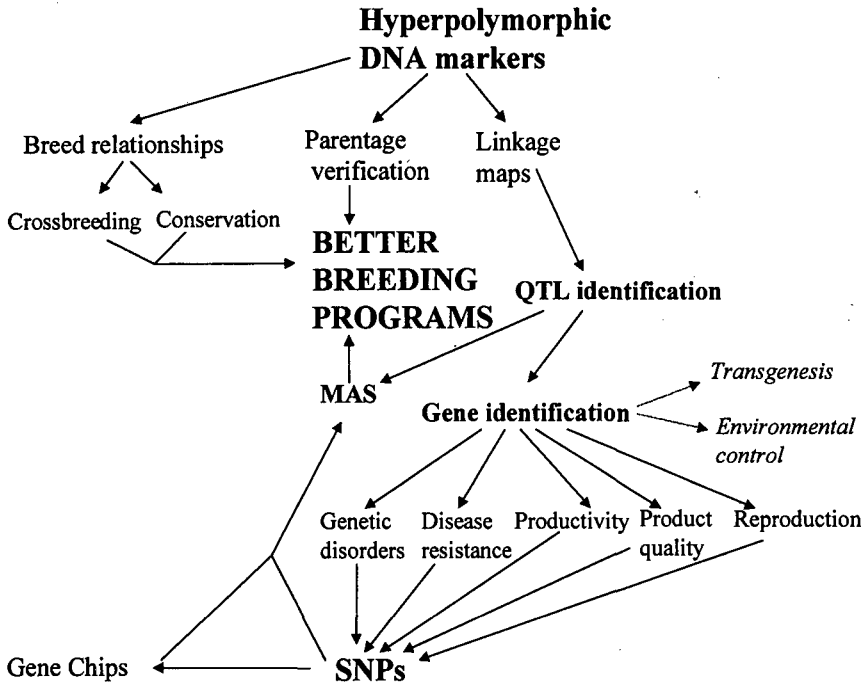 Hyperpolymorphic
DNA markers
Breed relationships
Parentage
verification
Linkage
maps
Crossbreeding
Conservation
BETTER
BREEDING
PROGRAMS
QTL identification
MAS
Gene identification
Transgenesis
Environmental
control
Genetic
disorders
Disease
resistance
Productivity
Product
quality
Reproduction
Gene Chips
SNPs